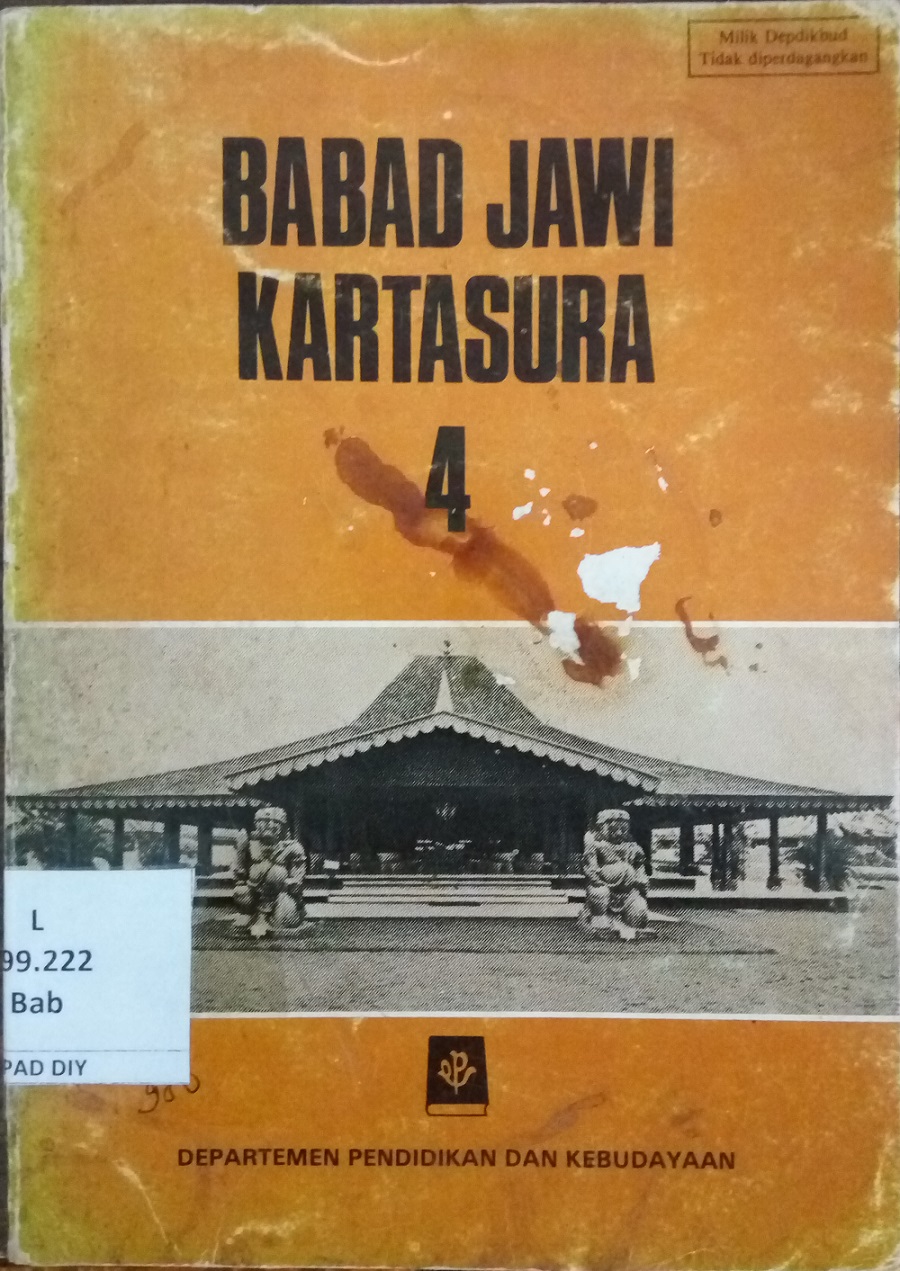 Milik Depdikbud
Tidak diperdagangkan
BABAD JAWI
KARTASURA
4
L
99.222
Bab
PAD DIY
DEPARTEMEN PENDIDIKAN DAN KEBUDAYAAN